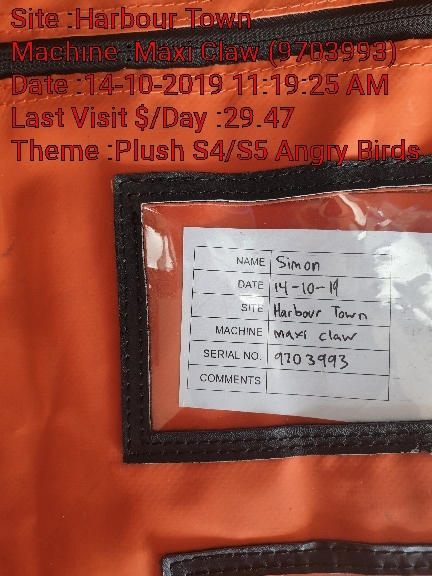 Site :Harbour Town
Machine :Maxi Claw (9703993)
Date :14-10-2019 11:19:25 AM
Last Visit $/Day :29.47
Theme :Plush S4/S5 Angry Birds
NAME Simon
DATE 14-10-19
SITE Harbour Town
MACHINE maxi claw
SERIAL NO. 9703993
COMMENTS